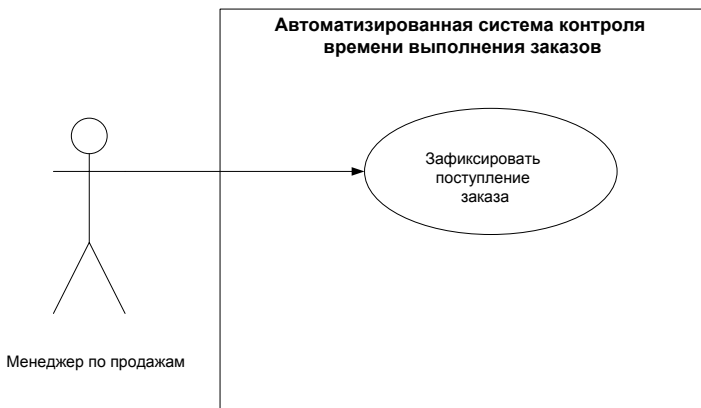 Автоматизированная система контроля
времени выполнения заказов
Зафиксировать
поступление
заказа
Менеджер по продажам